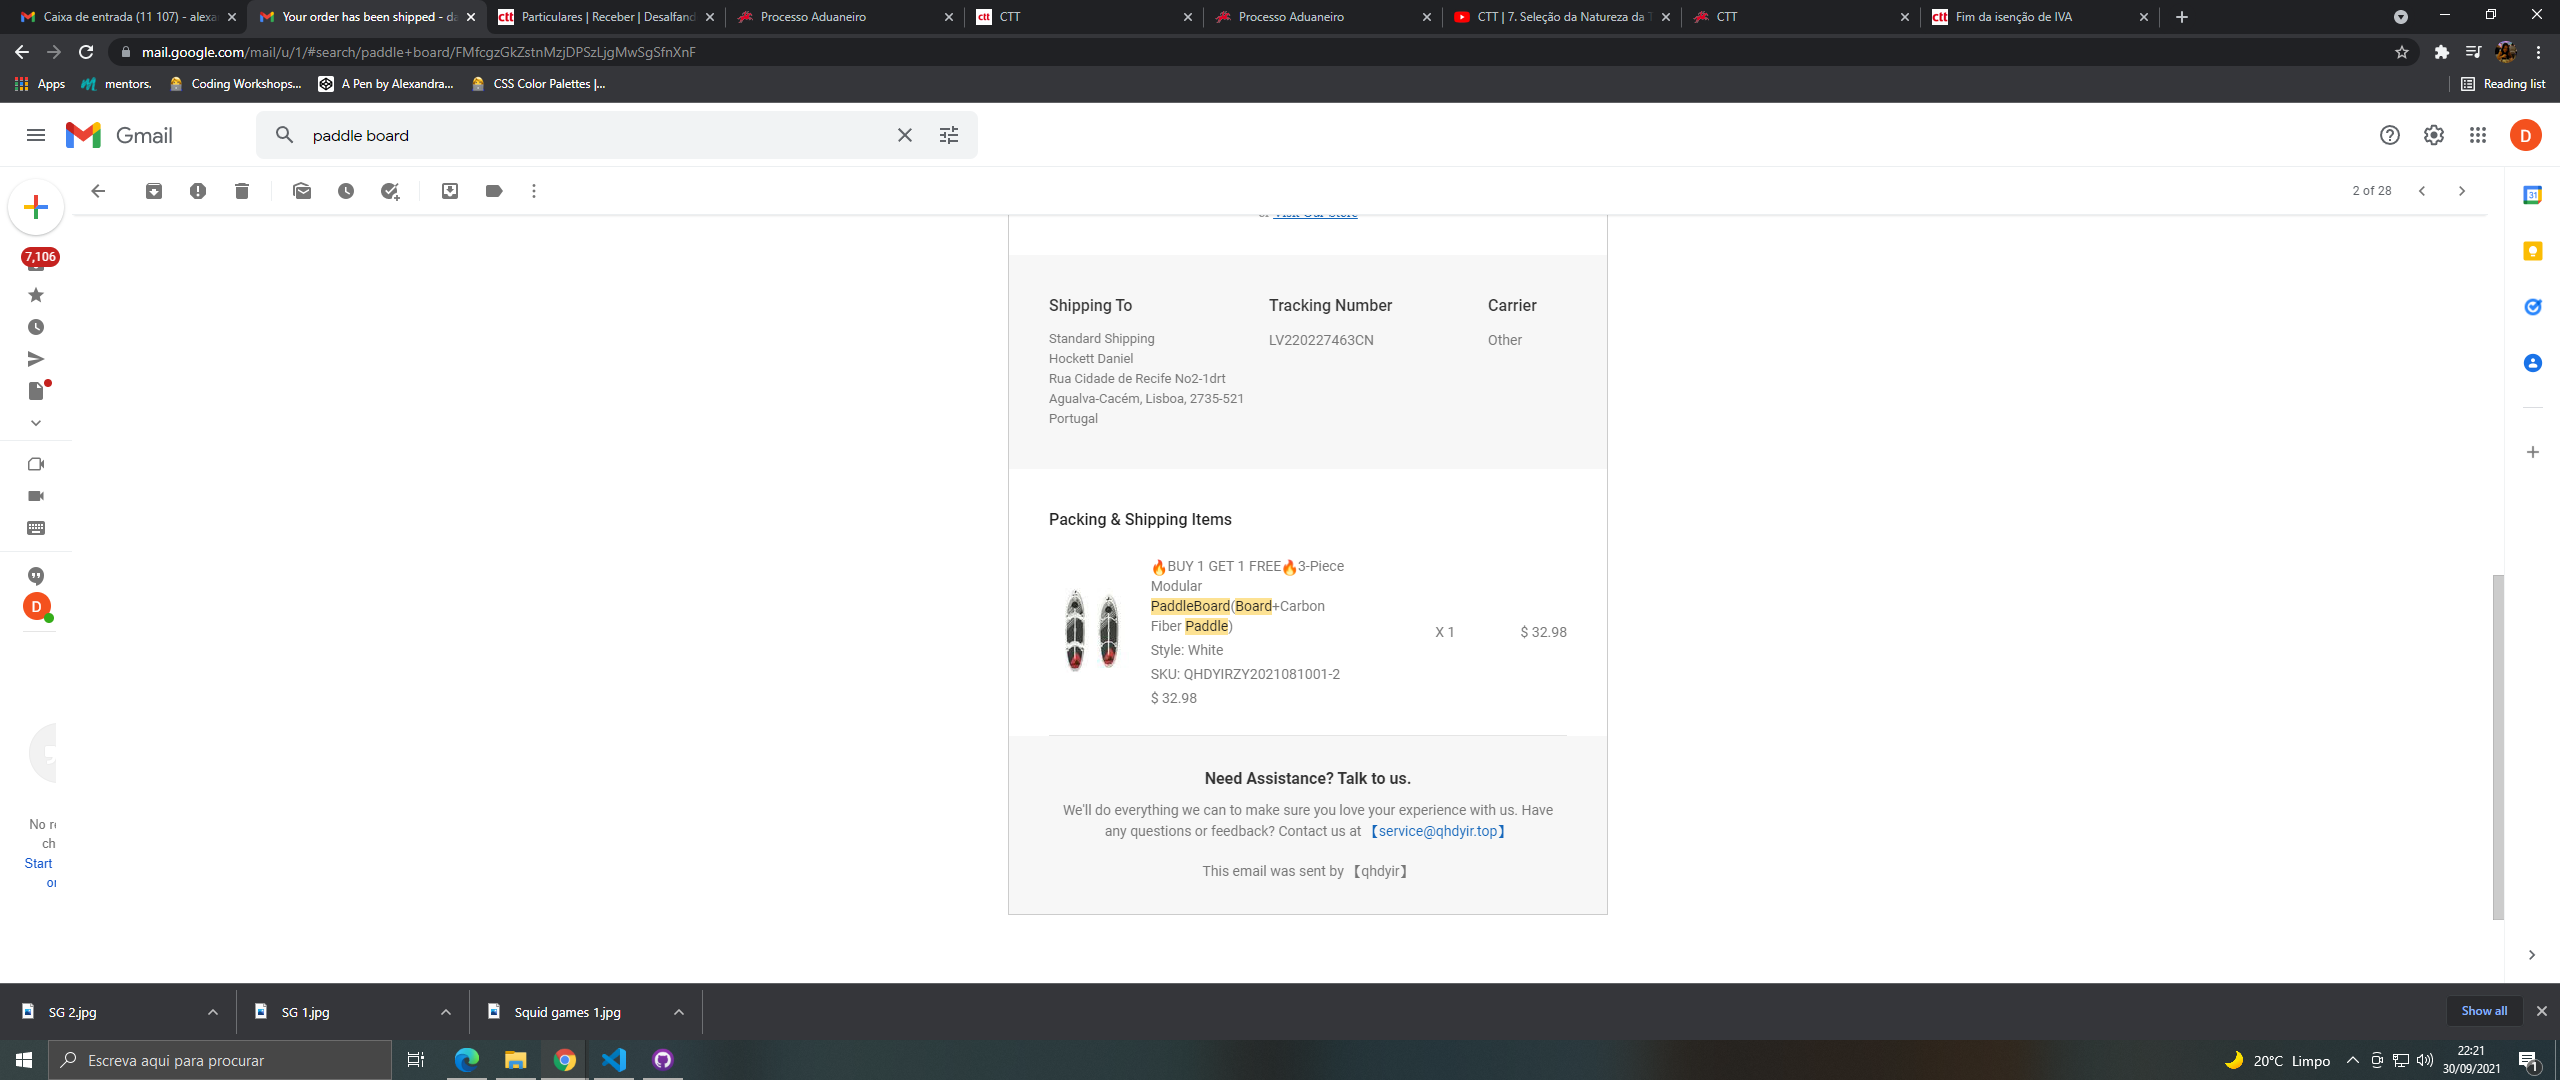 Caixa de entrada (11 107) - alexa
Your order has been shipped - da
Particulares | Receber | Desalfand
Processo Aduaneiro
CTT
Processo Aduaneiro
CTT | 7. Seleção da Natureza da T
CTT
Fim da isenção de IVA
mail.google.com/mail/u/1/#search/paddle+board/FMfcgzGkZstnMzjDPSzLjgMwSgSfnXnF
Apps
mentors.
Coding Workshops...
A Pen by Alexandra...
CSS Color Palettes |...
Reading list
Gmail
paddle board
D
2 of 28
7,106
or Visit Our Store
Shipping To
Standard Shipping
Hockett Daniel
Rua Cidade de Recife No2-1drt
Agualva-Cacém, Lisboa, 2735-521
Portugal
Tracking Number
LV220227463CN
Carrier
Other
Packing & Shipping Items
🔥BUY 1 GET 1 FREE🔥3-Piece
Modular
PaddleBoard(Board+Carbon
Fiber Paddle)
Style: White
SKU: QHDYIRZY2021081001-2
$ 32.98
X 1
$ 32.98
D
No re
ch
Start
or
Need Assistance? Talk to us.
We'll do everything we can to make sure you love your experience with us. Have
any questions or feedback? Contact us at 【service@qhdyir.top】
This email was sent by 【qhdyir】
SG 2.jpg
SG 1.jpg
Squid games 1.jpg
Show all
Escreva aqui para procurar
20°C Limpo
22:21
30/09/2021
1